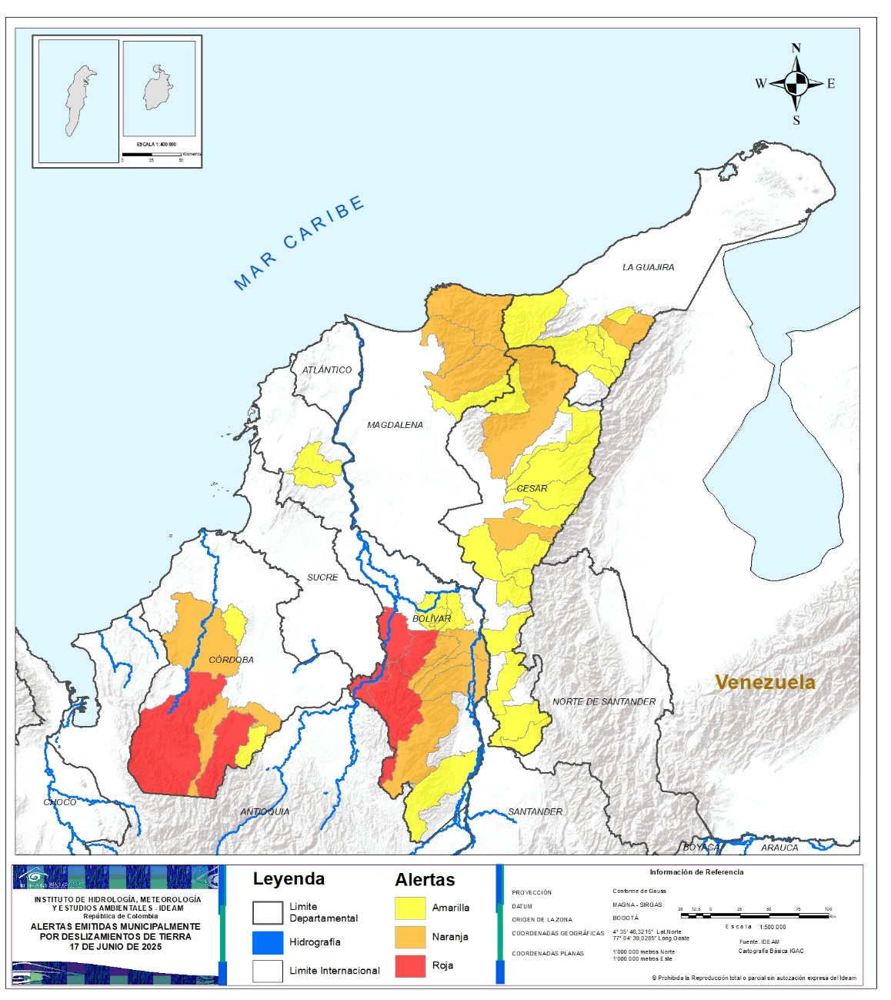 ESCALA 1:400.000
Kilómetros
0 25 50
N
W E
S
MAR CARIBE
LA GUAJIRA
ATLÁNTICO
MAGDALENA
CESAR
SUCRE
BOLÍVAR
CÓRDOBA
Venezuela
NORTE DE SANTANDER
CHOCO
ANTIOQUIA
SANTANDER
BOYACA
ARAUCA
IDEAM
INSTITUTO DE HIDROLOGÍA, METEOROLOGÍA
Y ESTUDIOS AMBIENTALES - IDEAM
República de Colombia
ALERTAS EMITIDAS MUNICIPALMENTE
POR DESLIZAMIENTOS DE TIERRA
17 DE JUNIO DE 2025
Leyenda
Limite
Departamental
Hidrografía
Limite Internacional
Alertas
Amarilla
Naranja
Roja
Información de Referencia
PROYECCIÓN Conforme de Gauss
DATUM MAGNA - SIRGAS
ORIGEN DE LA ZONA BOGOTÁ
COORDENADAS GEOGRÁFICAS 4° 35' 46,3215" Lat.Norte
77° 04' 39,0285" Long.Oeste
COORDENADAS PLANAS 1'000.000 metros Norte
1'000.000 metros Este
25 12,5 0 25 50 75 100
Km
Escala 1:500.000
Fuente: IDEAM
Cartografía Básica IGAC
© Prohibida la Reproducción total o parcial sin autozación expresa del Ideam